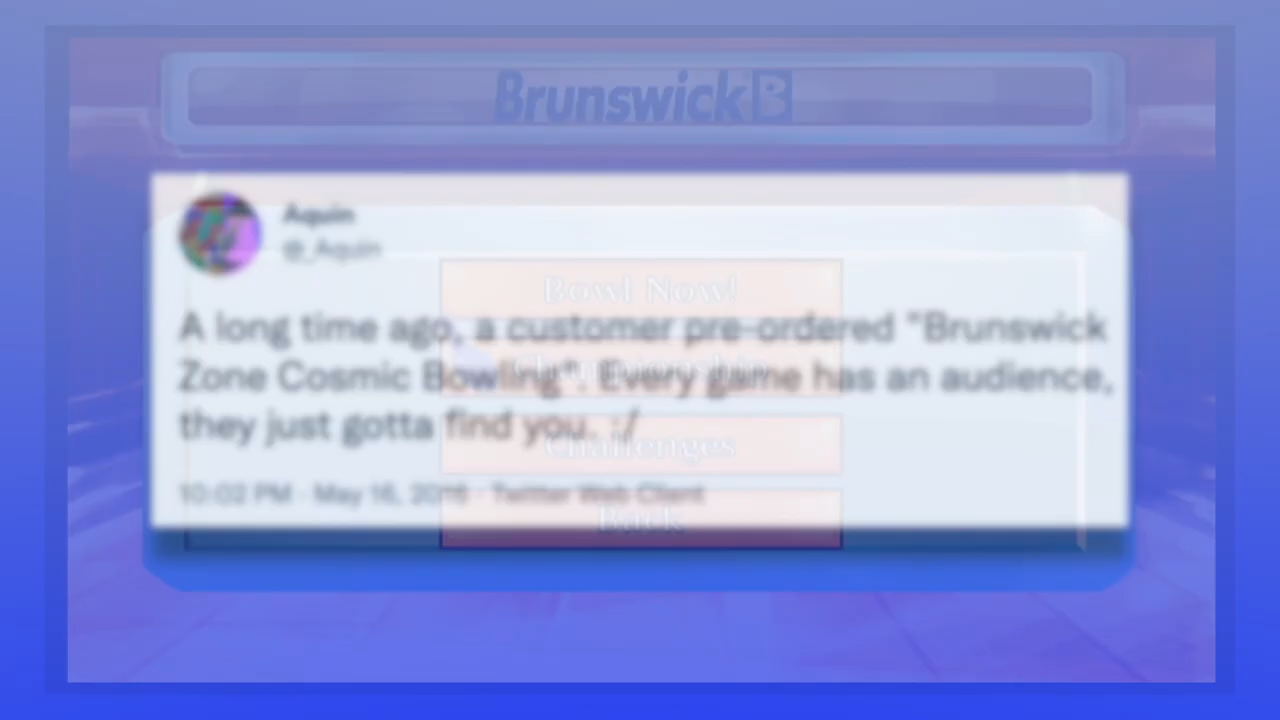 Brunswick B
Aquin
@_Aquin
Bowl Now!
A long time ago, a customer pre-ordered "Brunswick
Championship
Zone Cosmic Bowling". Every game has an audience,
they just gotta find you. :/
Challenges
10:02 PM · May 16, 2016 · Twitter Web Client
Back